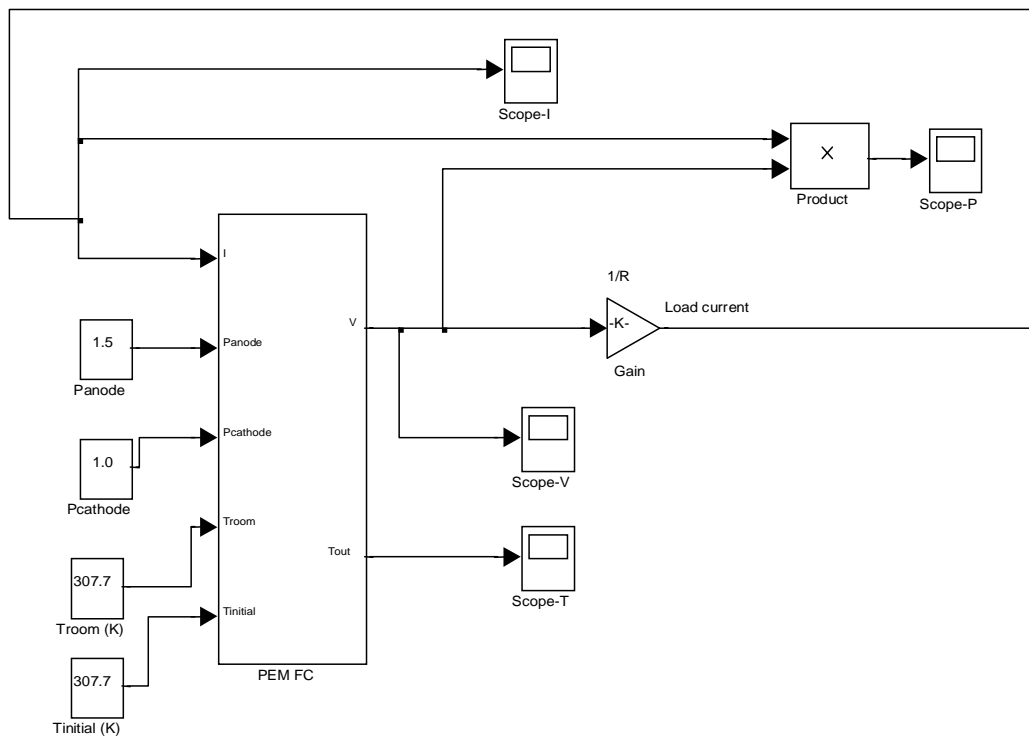 Scope-I
X
Product
Scope-P
I
1/R
Load current
V
-K-
Gain
1.5
Panode
Panode
Pcathode
1.0
Pcathode
Scope-V
Troom
Tout
307.7
Troom (K)
Scope-T
Tinitial
307.7
Tinitial (K)
PEM FC